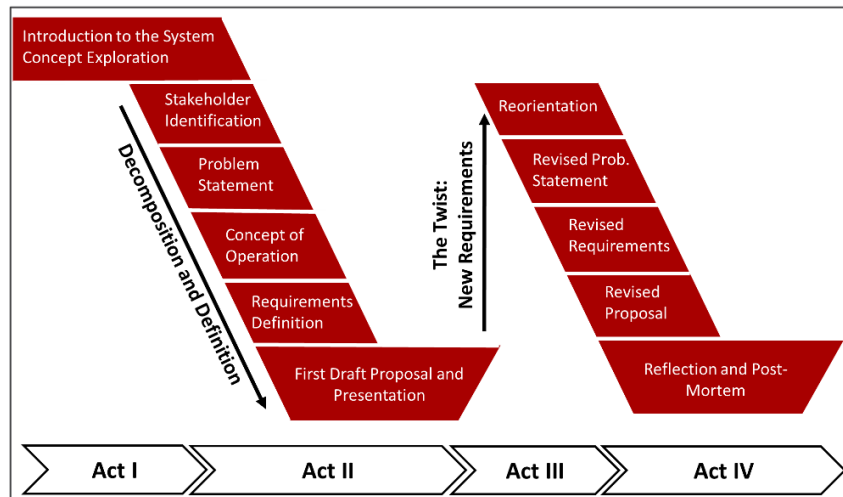 Introduction to the System
Concept Exploration
Stakeholder
Identification
Problem
Statement
Concept of
Operation
Requirements
Definition
First Draft Proposal and
Presentation
Decomposition and Definition
The Twist:
New Requirements
Reorientation
Revised Prob.
Statement
Revised
Requirements
Revised
Proposal
Reflection and Post-
Mortem
Act I
Act II
Act III
Act IV